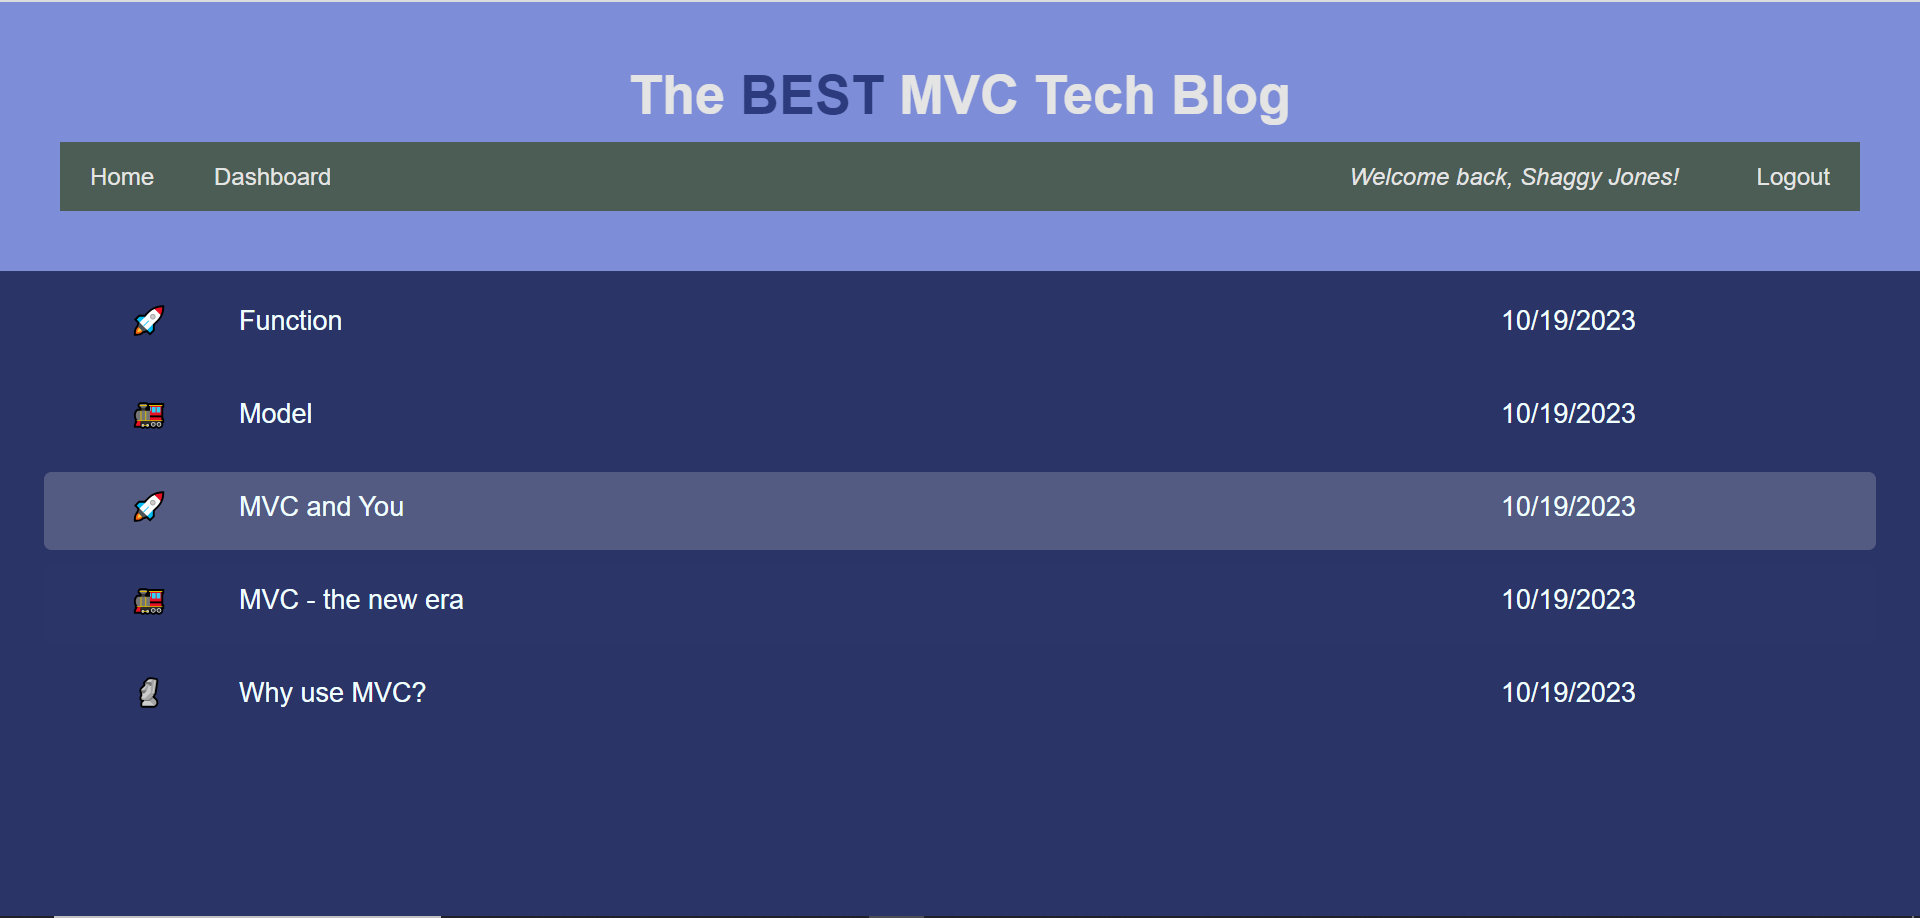 The BEST MVC Tech Blog
Home Dashboard Welcome back, Shaggy Jones! Logout
Function 10/19/2023
Model 10/19/2023
MVC and You 10/19/2023
MVC - the new era 10/19/2023
Why use MVC? 10/19/2023